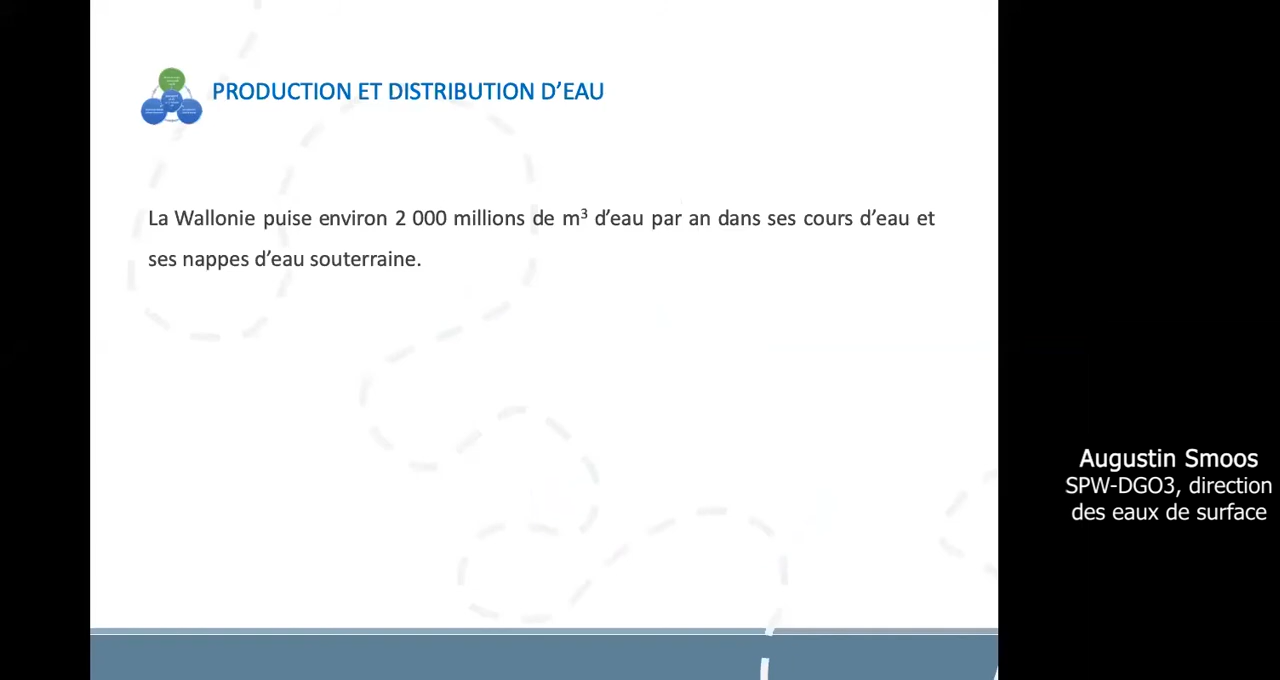 PRODUCTION ET DISTRIBUTION D’EAU
La Wallonie puise environ 2 000 millions de m³ d’eau par an dans ses cours d’eau et
ses nappes d’eau souterraine.
Augustin Smoos
SPW-DGO3, direction
des eaux de surface